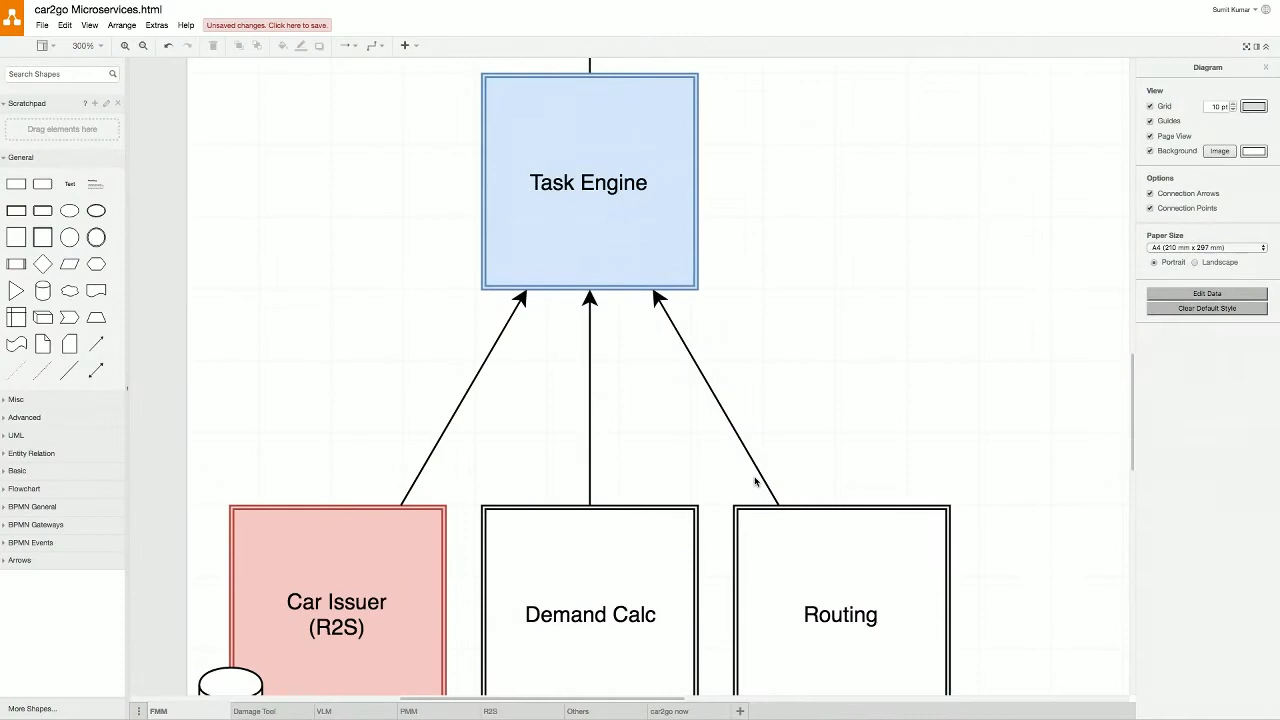 car2go Microservices.html
Sumit Kumar
File Edit View Arrange Extras Help
Unsaved changes. Click here to save.
300%
Search Shapes
Diagram
View
Grid
10 pt
Guides
Page View
Background
Image
Options
Connection Arrows
Connection Points
Paper Size
A4 (210 mm x 297 mm)
Portrait
Landscape
Edit Data
Clear Default Style
Scratchpad
?
Drag elements here
General
Text
Misc
Advanced
UML
Entity Relation
Basic
Flowchart
BPMN General
BPMN Gateways
BPMN Events
Arrows
More Shapes...
Task Engine
Car Issuer
(R2S)
Demand Calc
Routing
FMM
Damage Tool
VLM
PMM
R2S
Others
car2go now